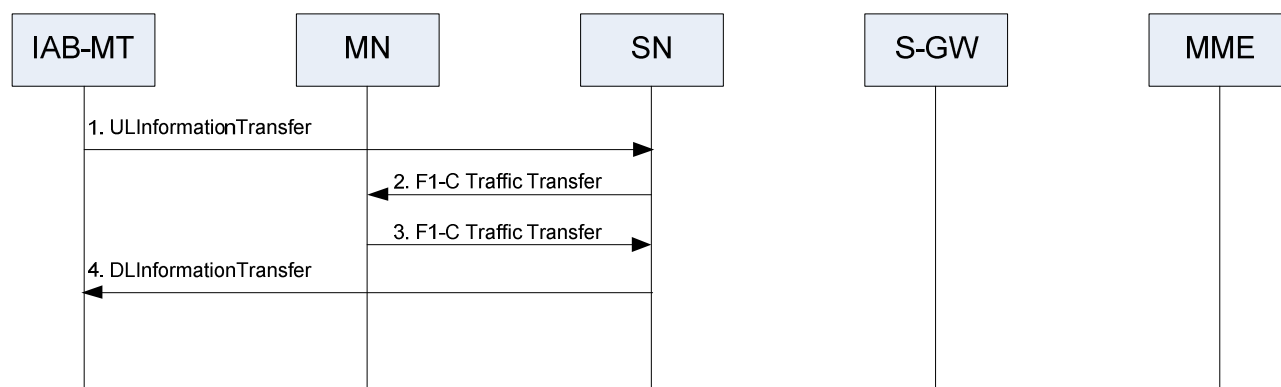 IAB-MT
MN
SN
S-GW
MME
1. ULInformationTransfer
2. F1-C Traffic Transfer
3. F1-C Traffic Transfer
4. DLInformationTransfer